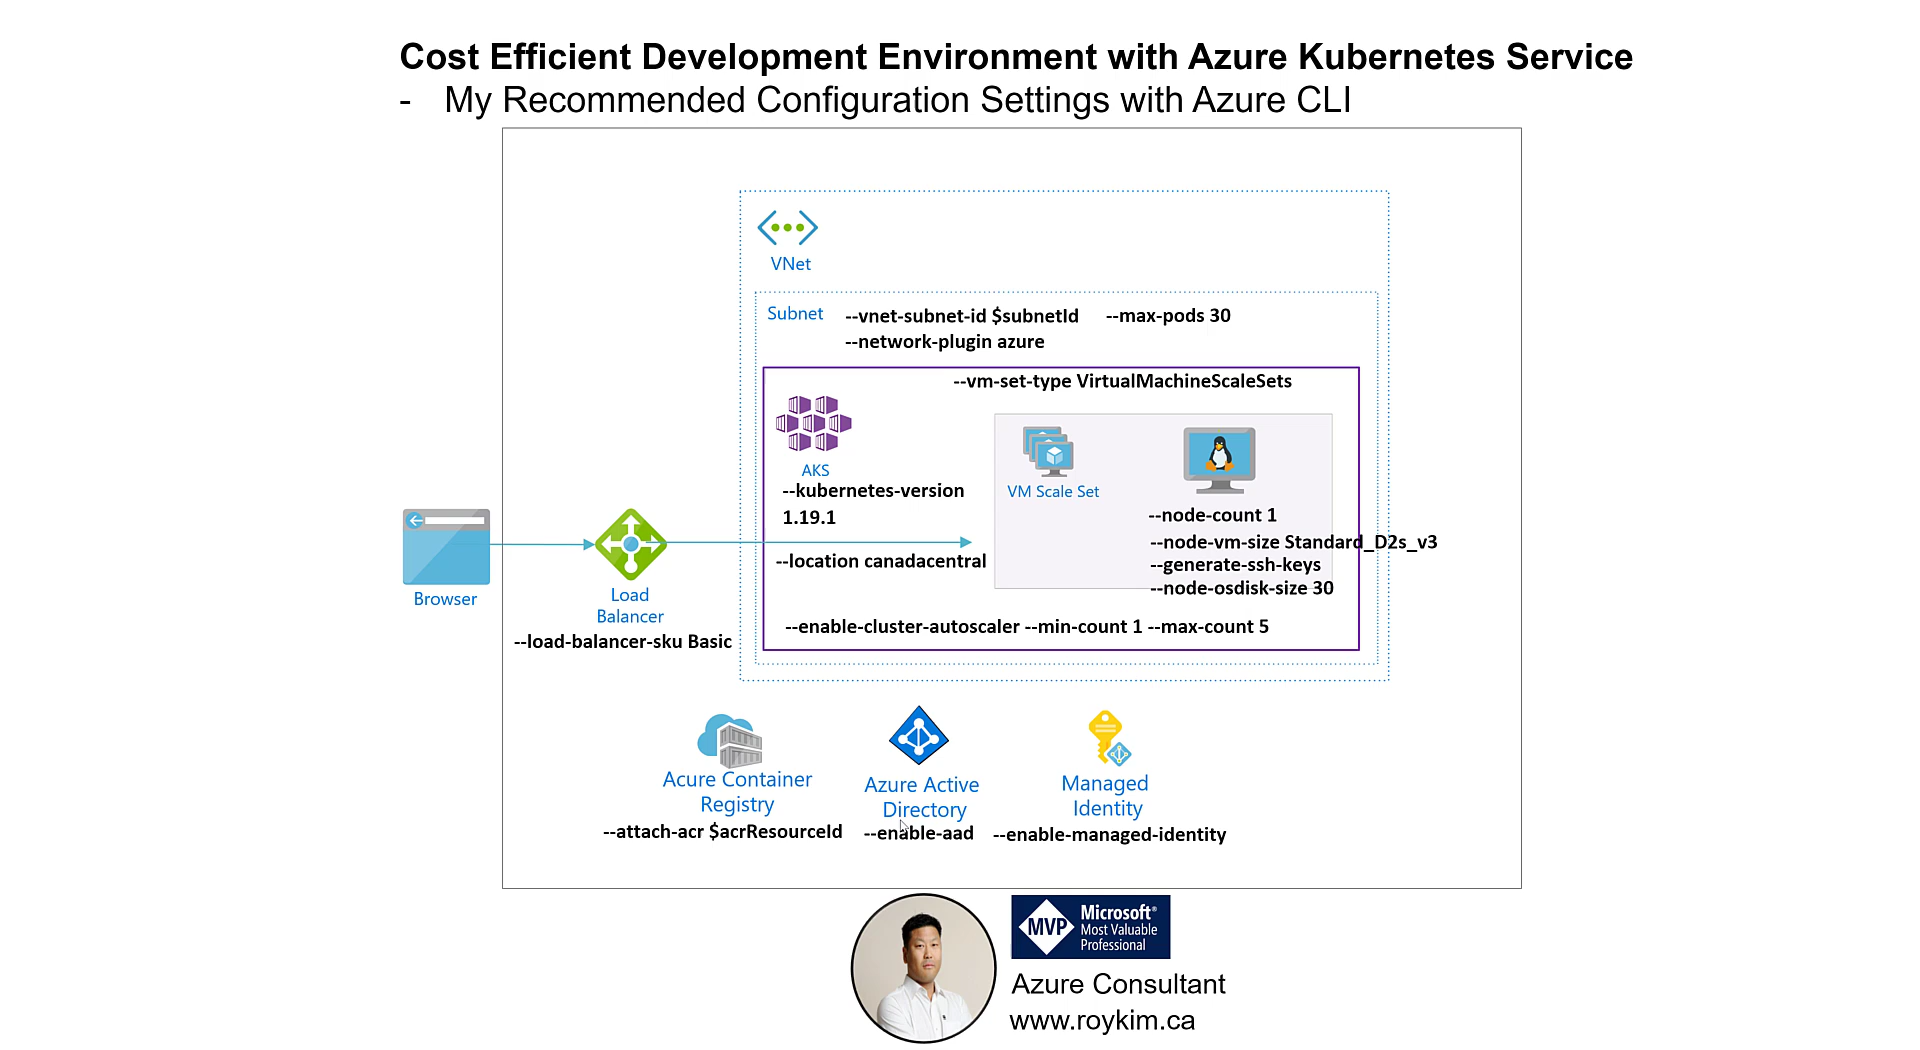 Cost Efficient Development Environment with Azure Kubernetes Service
- My Recommended Configuration Settings with Azure CLI
VNet
Subnet
--vnet-subnet-id $subnetId --max-pods 30
--network-plugin azure
--vm-set-type VirtualMachineScaleSets
AKS
--kubernetes-version
1.19.1
--location canadacentral
VM Scale Set
--node-count 1
--node-vm-size Standard_D2s_v3
--generate-ssh-keys
--node-osdisk-size 30
--enable-cluster-autoscaler --min-count 1 --max-count 5
Browser
Load
Balancer
--load-balancer-sku Basic
Acure Container
Registry
--attach-acr $acrResourceId
Azure Active
Directory
--enable-aad
Managed
Identity
--enable-managed-identity
MVP
Microsoft®
Most Valuable
Professional
Azure Consultant
www.roykim.ca